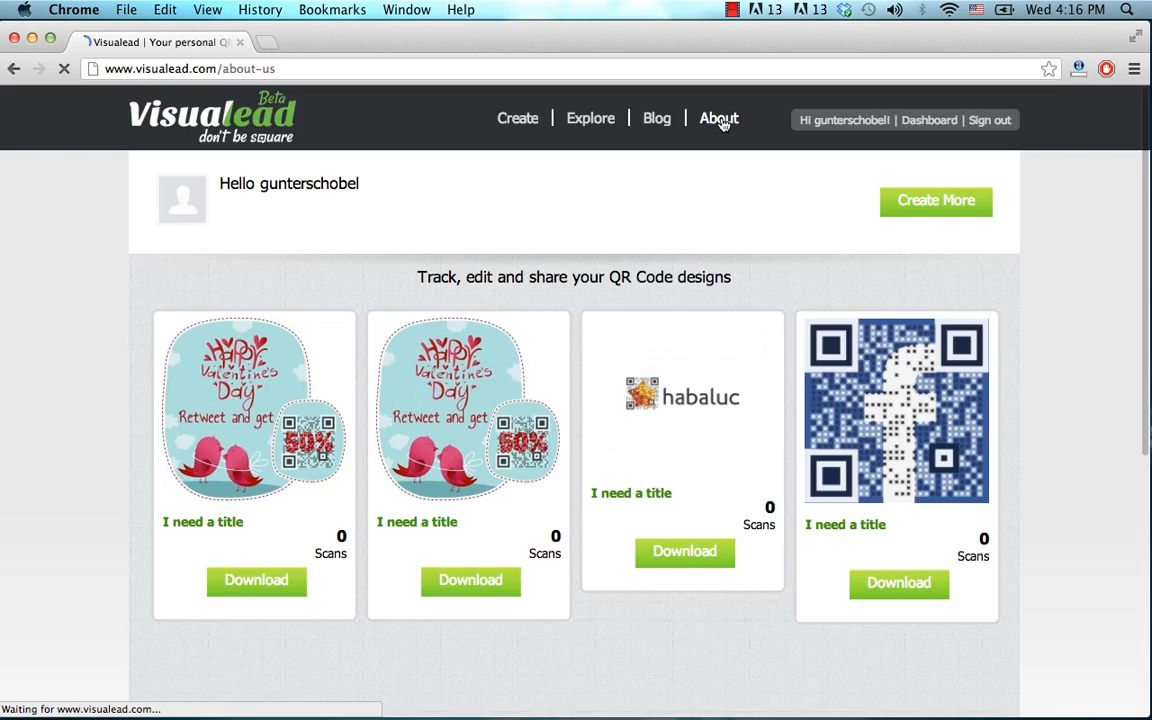 Chrome File Edit View History Bookmarks Window Help 13 13 Wed 4:16 PM
Visualead | Your personal QR
www.visualead.com/about-us
Beta
Visualead
don't be square
Create | Explore | Blog | About
Hi gunterschobel! | Dashboard | Sign out
Hello gunterschobel
Create More
Track, edit and share your QR Code designs
Happy
Valentine's
Day
Retweet and get
50%
I need a title
0
Scans
Download
Happy
Valentine's
Day
Retweet and get
50%
I need a title
0
Scans
Download
habaluc
I need a title
0
Scans
Download
f
I need a title
0
Scans
Download
Waiting for www.visualead.com...